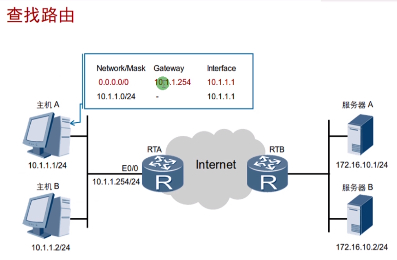 查找路由
Network/Mask Gateway Interface
0.0.0.0/0 10.1.1.254 10.1.1.1
10.1.1.0/24 - 10.1.1.1
主机 A
10.1.1.1/24
主机 B
10.1.1.2/24
E0/0
10.1.1.254/24
RTA
R
Internet
RTB
R
服务器 A
172.16.10.1/24
服务器 B
172.16.10.2/24